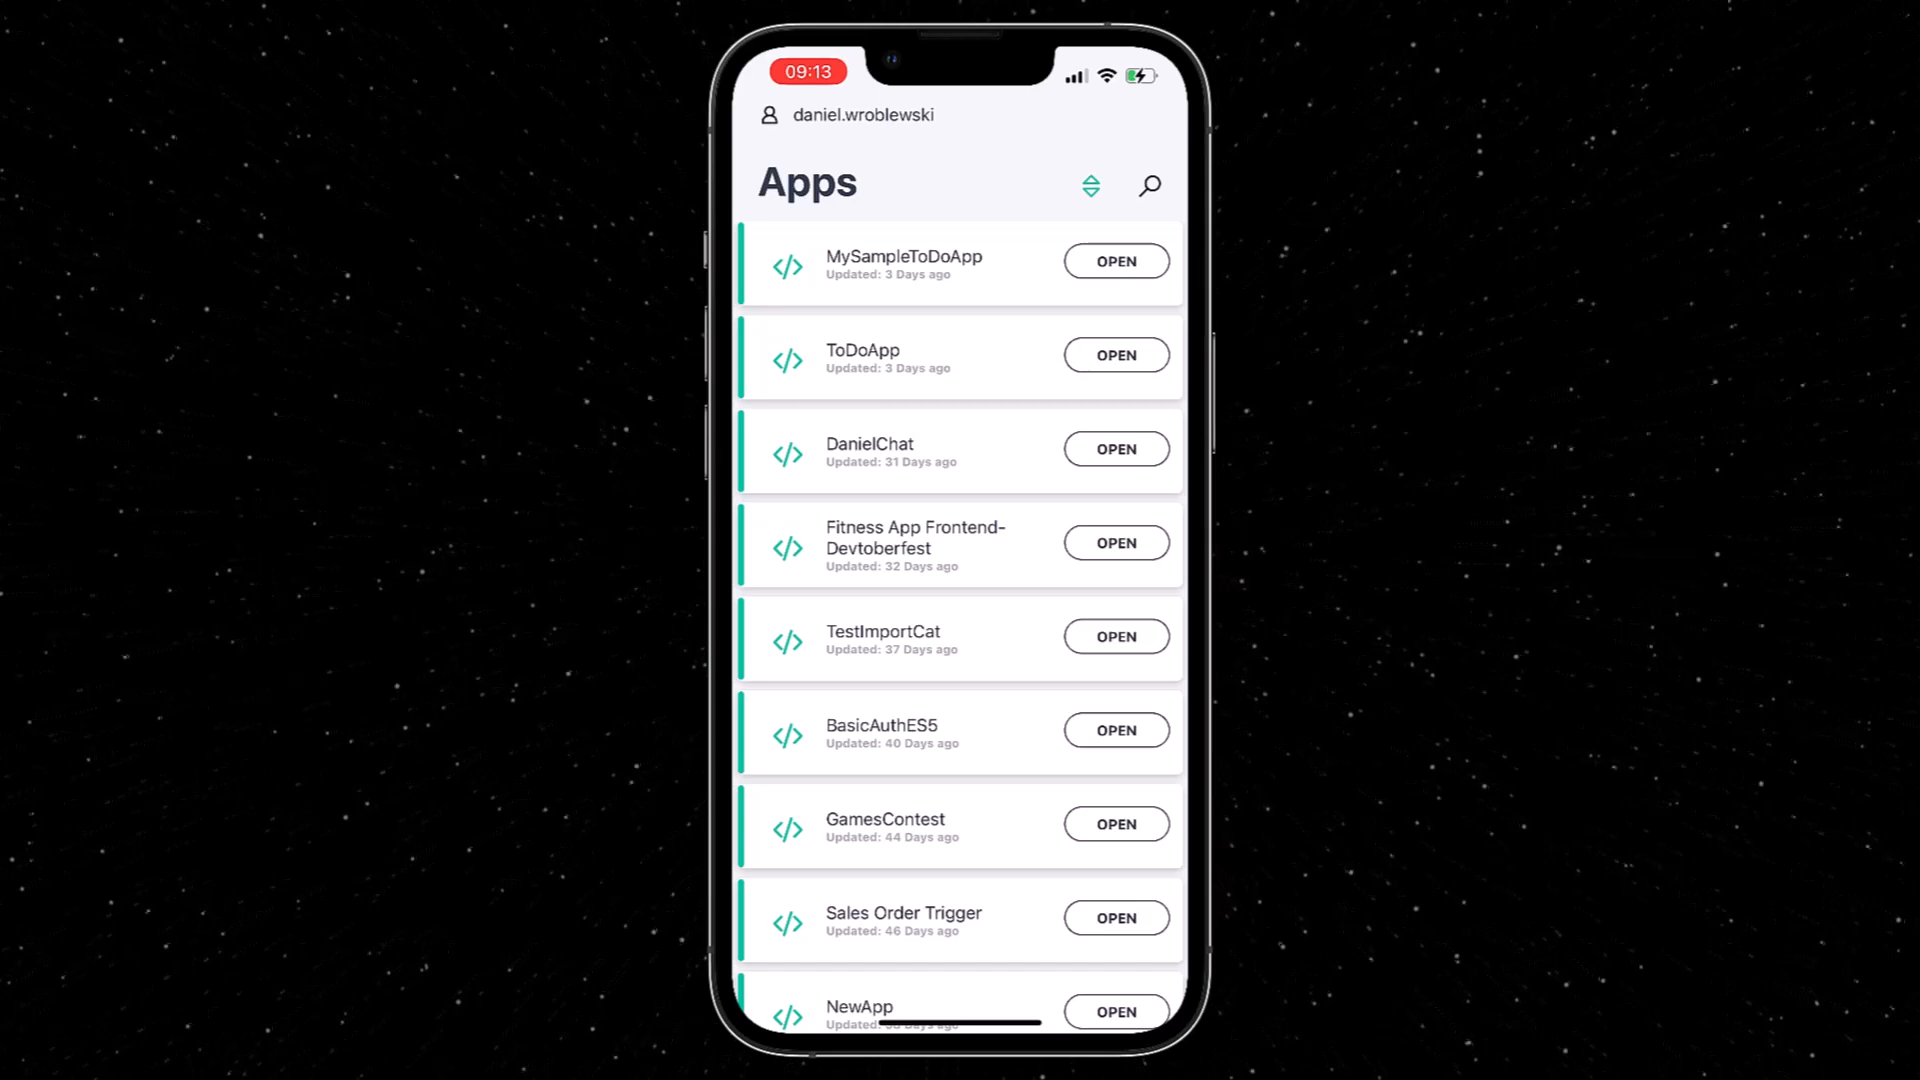 09:13
daniel.wroblewski
Apps
MySampleToDoApp
Updated: 3 Days ago
OPEN
ToDoApp
Updated: 3 Days ago
OPEN
DanielChat
Updated: 31 Days ago
OPEN
Fitness App Frontend-
Devtoberfest
Updated: 32 Days ago
OPEN
TestImportCat
Updated: 37 Days ago
OPEN
BasicAuthES5
Updated: 40 Days ago
OPEN
GamesContest
Updated: 44 Days ago
OPEN
Sales Order Trigger
Updated: 46 Days ago
OPEN
NewApp
Updated: Days ago
OPEN